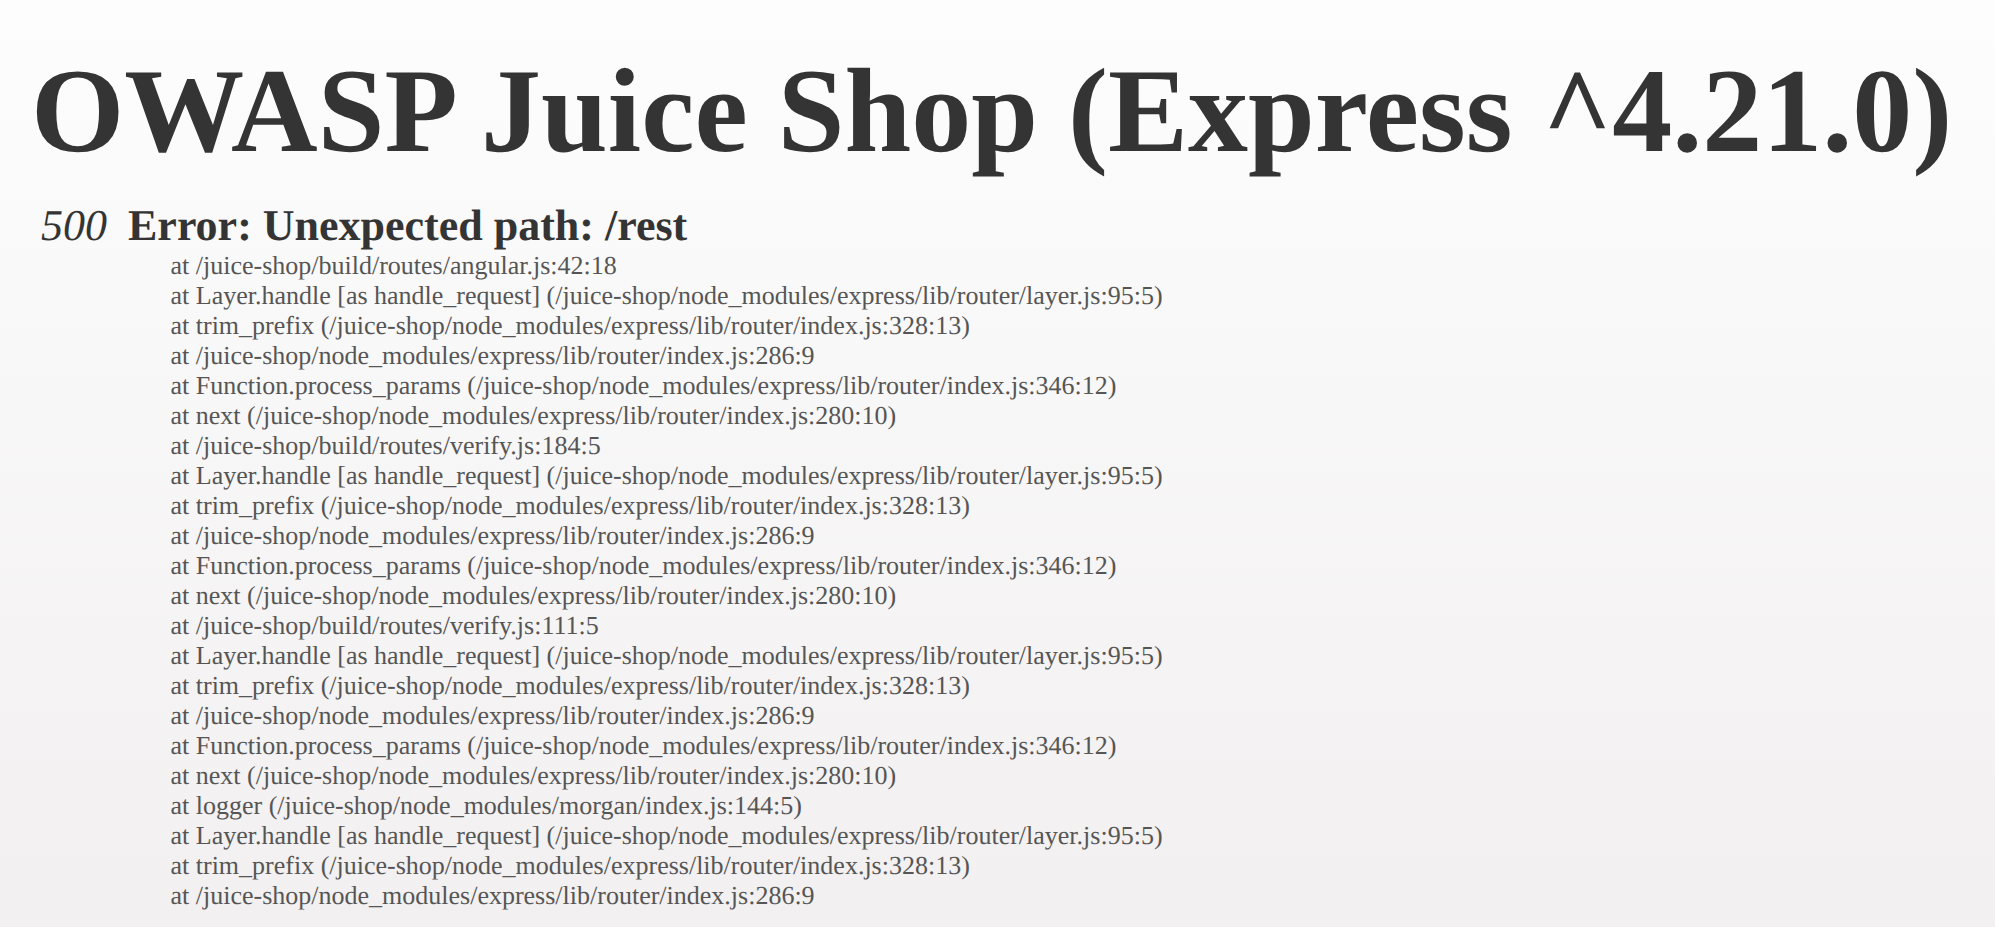 OWASP Juice Shop (Express ^4.21.0)
500 Error: Unexpected path: /rest
at /juice-shop/build/routes/angular.js:42:18
at Layer.handle [as handle_request] (/juice-shop/node_modules/express/lib/router/layer.js:95:5)
at trim_prefix (/juice-shop/node_modules/express/lib/router/index.js:328:13)
at /juice-shop/node_modules/express/lib/router/index.js:286:9
at Function.process_params (/juice-shop/node_modules/express/lib/router/index.js:346:12)
at next (/juice-shop/node_modules/express/lib/router/index.js:280:10)
at /juice-shop/build/routes/verify.js:184:5
at Layer.handle [as handle_request] (/juice-shop/node_modules/express/lib/router/layer.js:95:5)
at trim_prefix (/juice-shop/node_modules/express/lib/router/index.js:328:13)
at /juice-shop/node_modules/express/lib/router/index.js:286:9
at Function.process_params (/juice-shop/node_modules/express/lib/router/index.js:346:12)
at next (/juice-shop/node_modules/express/lib/router/index.js:280:10)
at /juice-shop/build/routes/verify.js:111:5
at Layer.handle [as handle_request] (/juice-shop/node_modules/express/lib/router/layer.js:95:5)
at trim_prefix (/juice-shop/node_modules/express/lib/router/index.js:328:13)
at /juice-shop/node_modules/express/lib/router/index.js:286:9
at Function.process_params (/juice-shop/node_modules/express/lib/router/index.js:346:12)
at next (/juice-shop/node_modules/express/lib/router/index.js:280:10)
at logger (/juice-shop/node_modules/morgan/index.js:144:5)
at Layer.handle [as handle_request] (/juice-shop/node_modules/express/lib/router/layer.js:95:5)
at trim_prefix (/juice-shop/node_modules/express/lib/router/index.js:328:13)
at /juice-shop/node_modules/express/lib/router/index.js:286:9